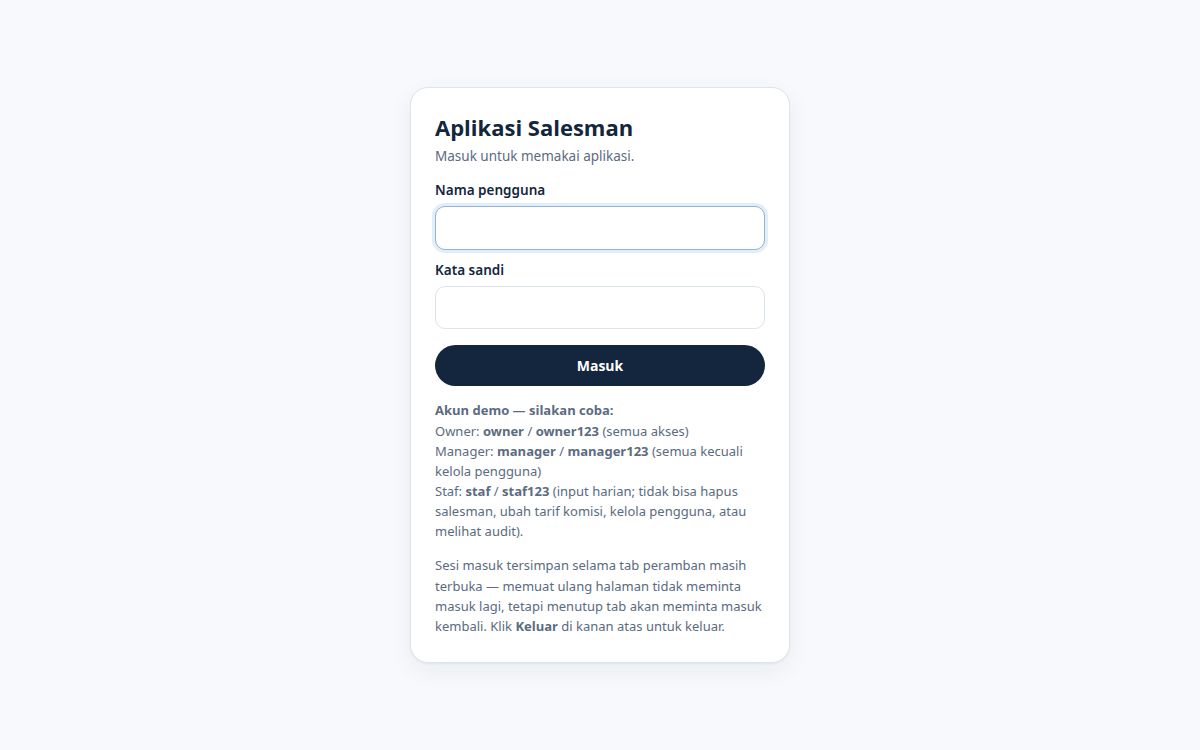 Aplikasi Salesman
Masuk untuk memakai aplikasi.
Nama pengguna
Kata sandi
Masuk
Akun demo — silakan coba:
Owner: owner / owner123 (semua akses)
Manager: manager / manager123 (semua kecuali
kelola pengguna)
Staf: staf / staf123 (input harian; tidak bisa hapus
salesman, ubah tarif komisi, kelola pengguna, atau
melihat audit).
Sesi masuk tersimpan selama tab peramban masih
terbuka — memuat ulang halaman tidak meminta
masuk lagi, tetapi menutup tab akan meminta masuk
kembali. Klik Keluar di kanan atas untuk keluar.